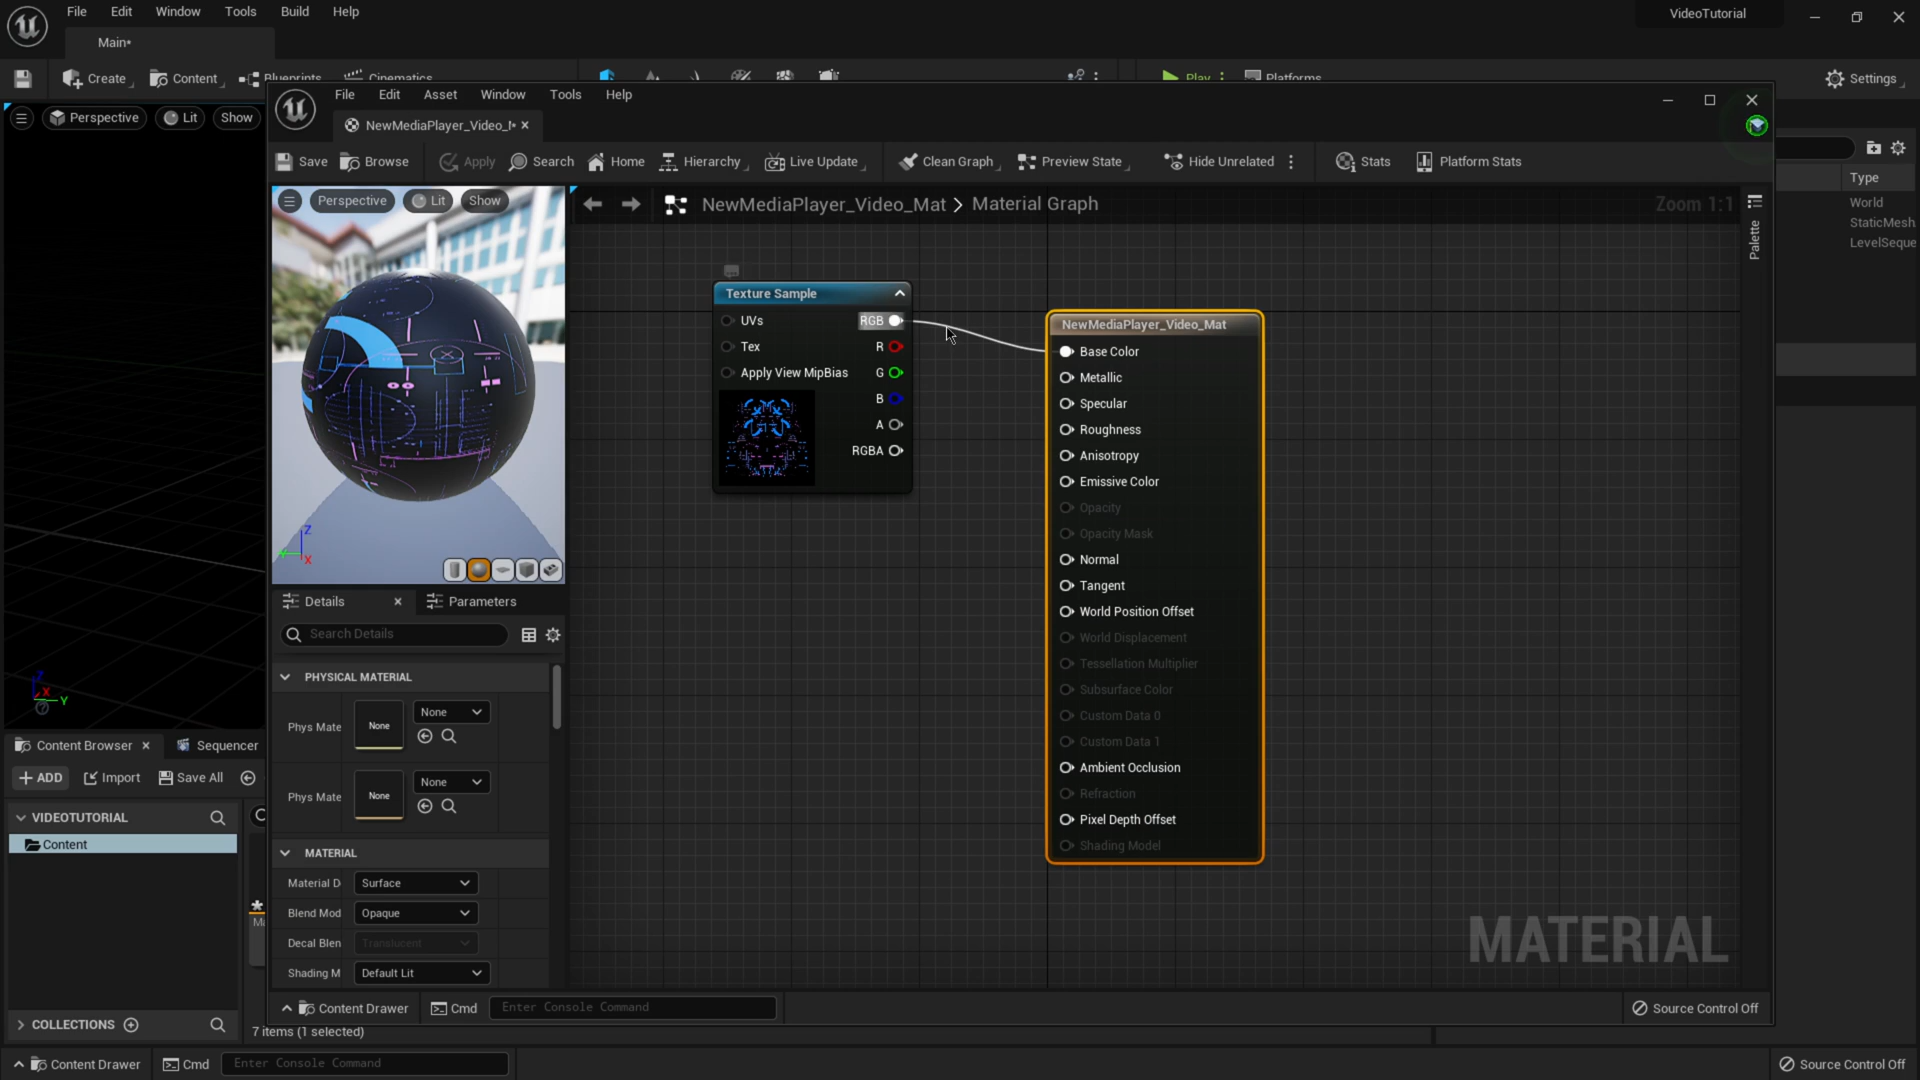 File Edit Window Tools Build Help
VideoTutorial
Main*
Create
Content
Blueprints
Cinematics
Play
Platforms
Settings
Perspective
Lit
Show
File Edit Asset Window Tools Help
NewMediaPlayer_Video_
Save
Browse
Apply
Search
Home
Hierarchy
Live Update
Clean Graph
Preview State
Hide Unrelated
Stats
Platform Stats
Perspective
Lit
Show
NewMediaPlayer_Video_Mat > Material Graph
Zoom 1:1
Palette
Type
World
StaticMesh
LevelSeque
Texture Sample
UVs
RGB
Tex
R
Apply View MipBias
G
B
A
RGBA
NewMediaPlayer_Video_Mat
Base Color
Metallic
Specular
Roughness
Anisotropy
Emissive Color
Opacity
Opacity Mask
Normal
Tangent
World Position Offset
World Displacement
Tessellation Multiplier
Subsurface Color
Custom Data 0
Custom Data 1
Ambient Occlusion
Refraction
Pixel Depth Offset
Shading Model
Z
X
Details
Parameters
Search Details
PHYSICAL MATERIAL
Phys Mate
None
None
Phys Mate
None
None
MATERIAL
Material D
Surface
Blend Mod
Opaque
Decal Blen
Translucent
Shading M
Default Lit
MATERIAL
Z
X
Y
Content Browser
Sequencer
ADD
Import
Save All
VIDEOTUTORIAL
Content
COLLECTIONS
Content Drawer
Cmd
Enter Console Command
Source Control Off
7 items (1 selected)
Content Drawer
Cmd
Enter Console Command
Source Control Off